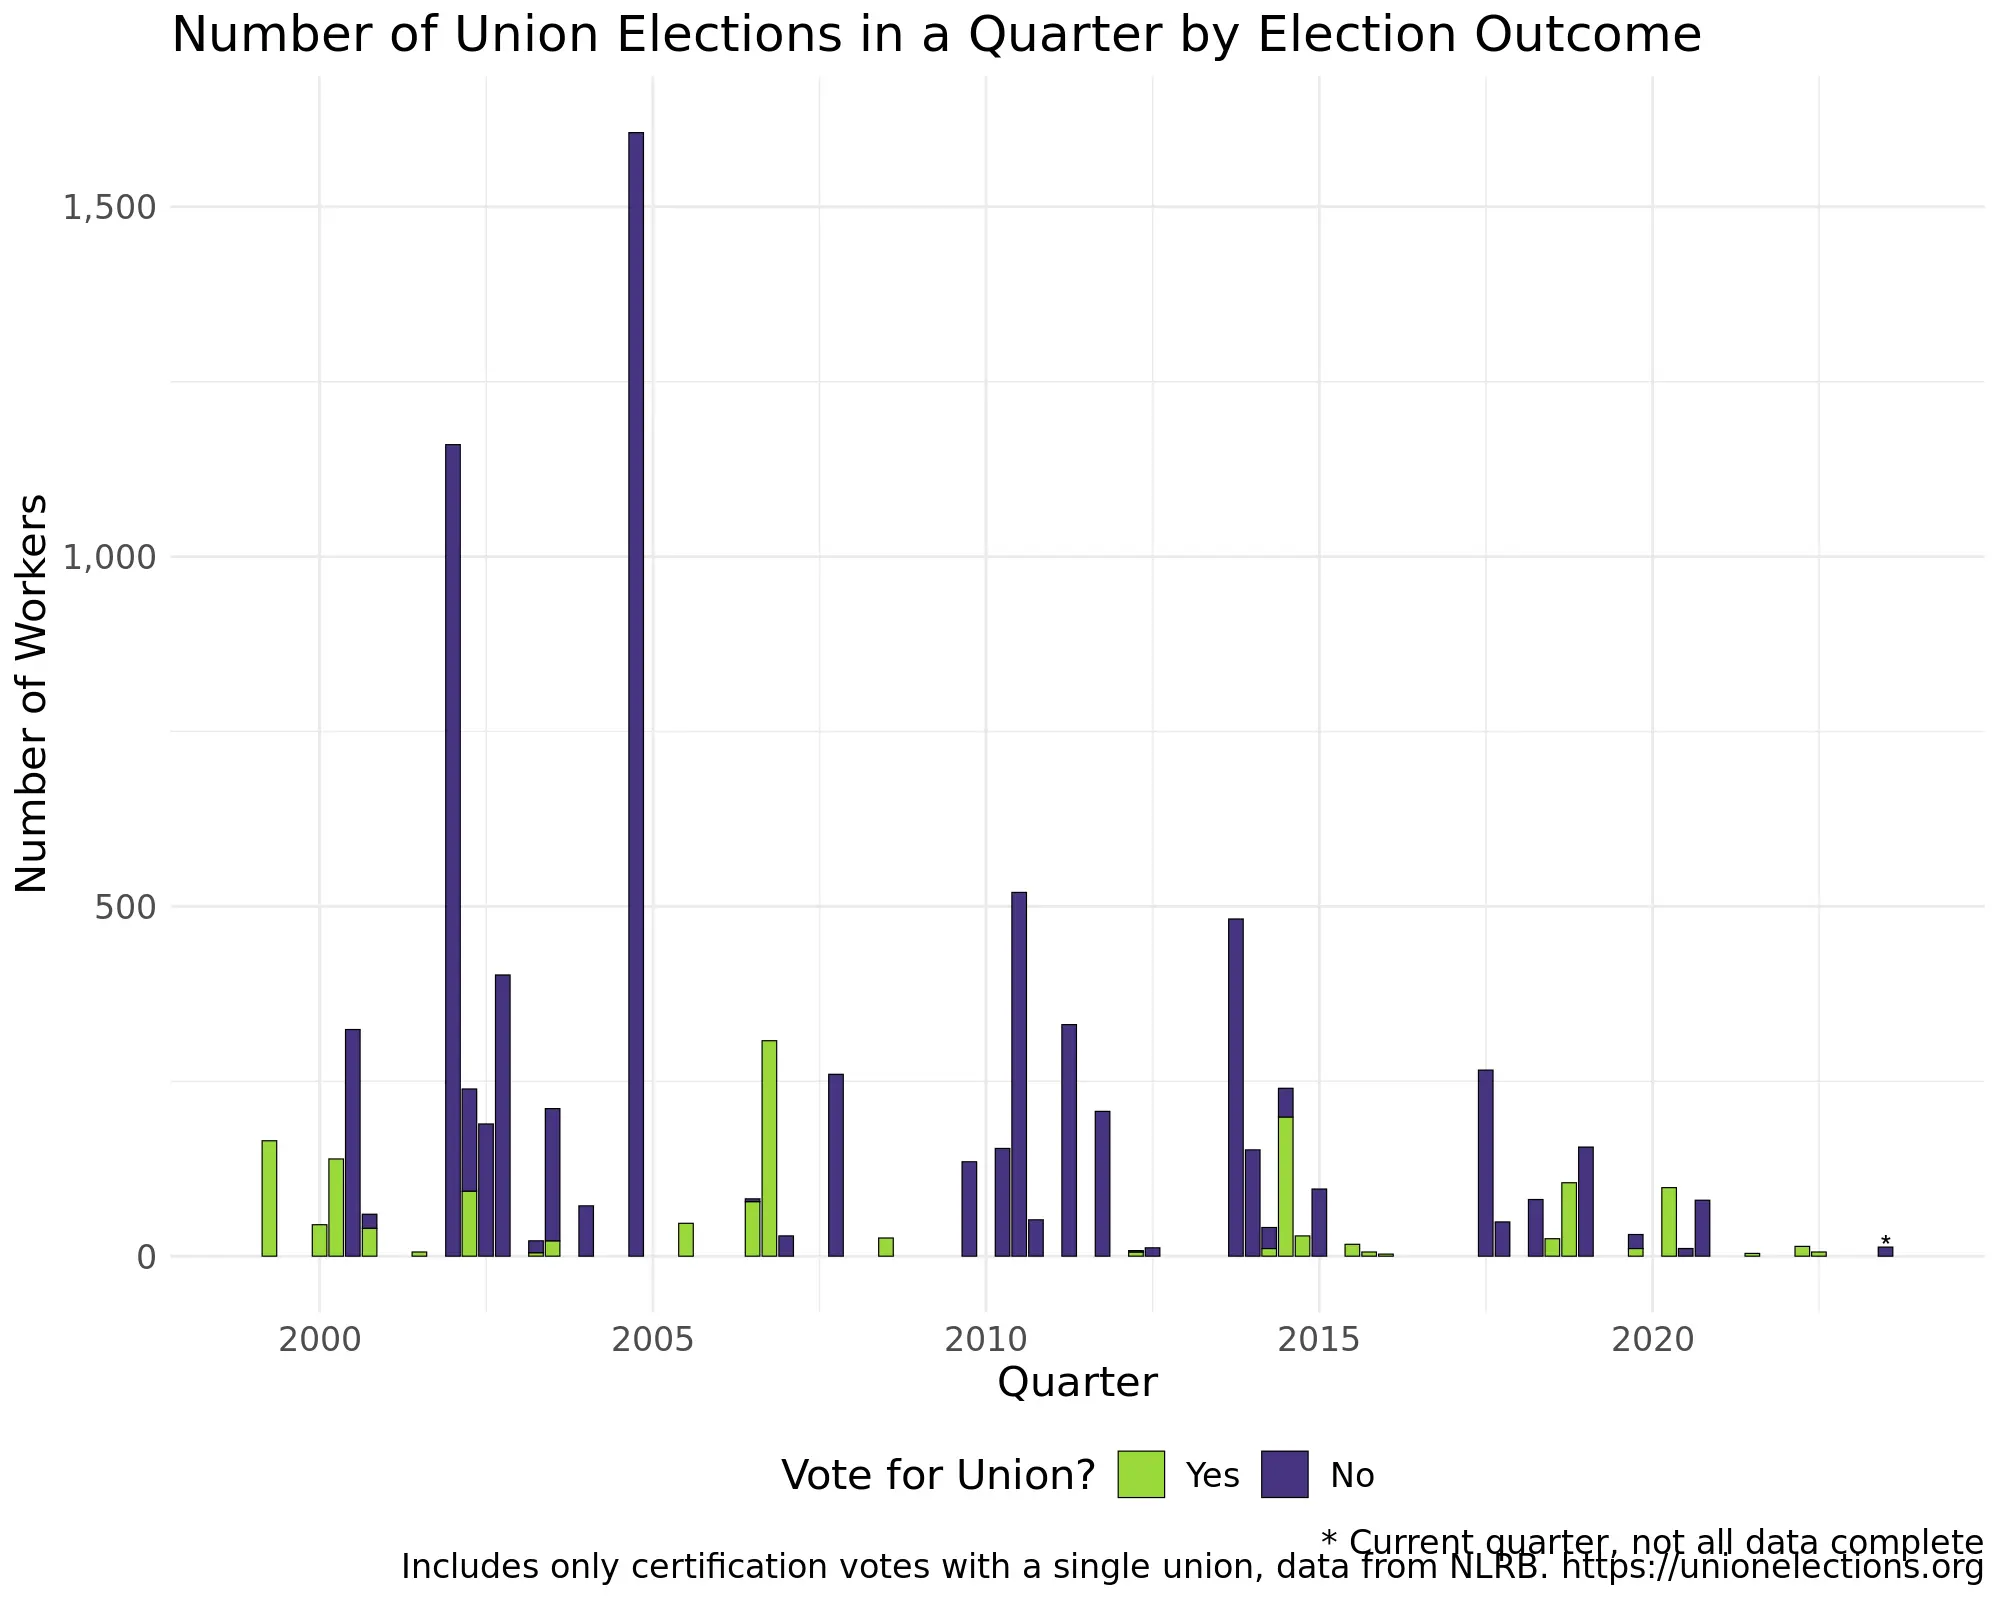 Number of Union Elections in a Quarter by Election Outcome
1,500
1,000
500
0
Number of Workers
*
2000 2005 2010 2015 2020
Quarter
Vote for Union? Yes No
* Current quarter, not all data complete
Includes only certification votes with a single union, data from NLRB. https://unionelections.org